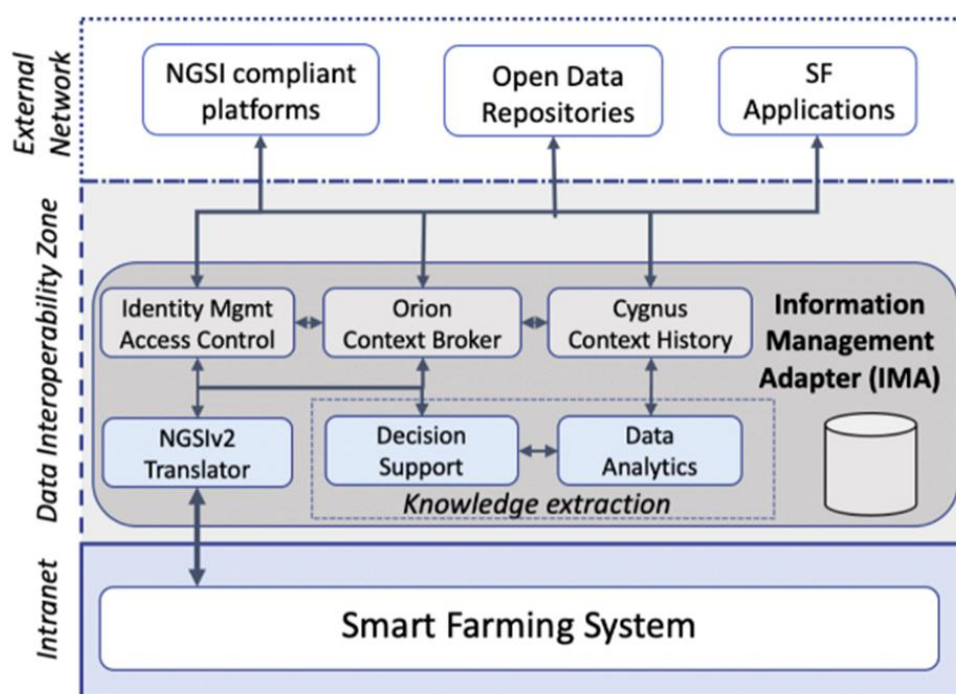 External
Network
NGSI compliant
platforms
Open Data
Repositories
SF
Applications
Data Interoperability Zone
Identity Mgmt
Access Control
Orion
Context Broker
Cygnus
Context History
Information
Management
Adapter (IMA)
NGSIv2
Translator
Decision
Support
Data
Analytics
Knowledge extraction
Intranet
Smart Farming System